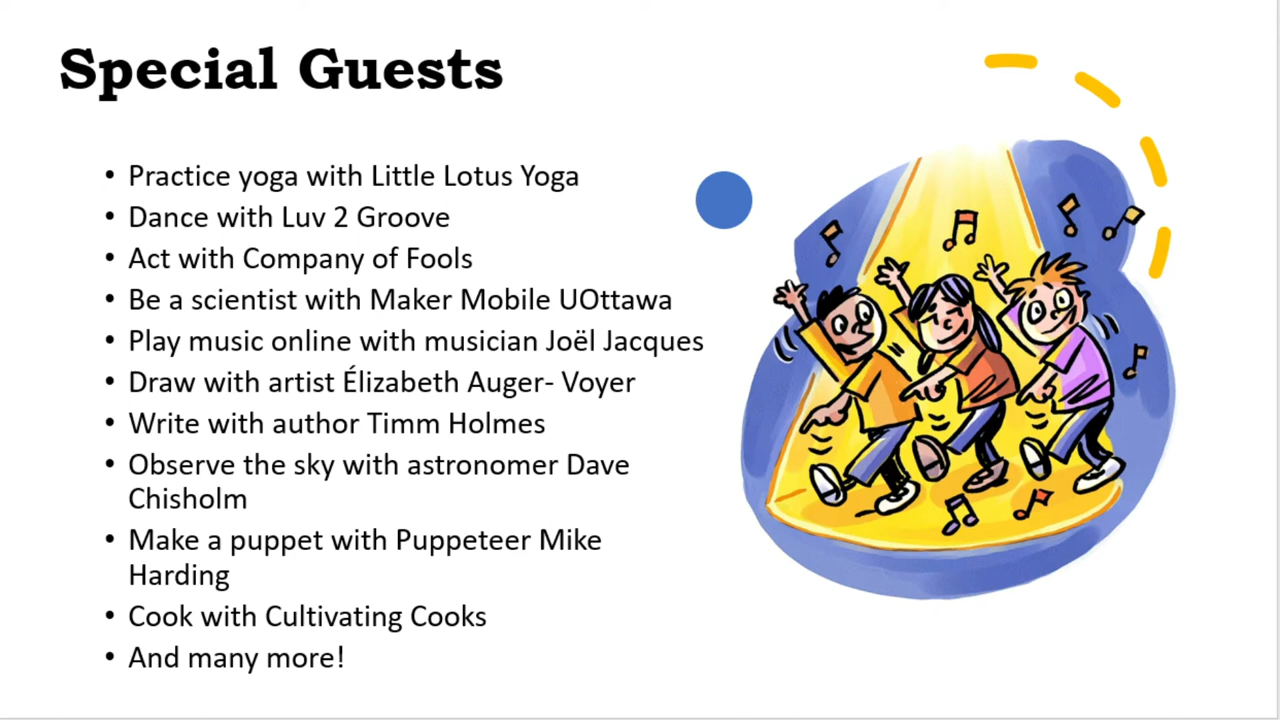 Special Guests
• Practice yoga with Little Lotus Yoga
• Dance with Luv 2 Groove
• Act with Company of Fools
• Be a scientist with Maker Mobile UOttawa
• Play music online with musician Joël Jacques
• Draw with artist Élizabeth Auger- Voyer
• Write with author Timm Holmes
• Observe the sky with astronomer Dave
Chisholm
• Make a puppet with Puppeteer Mike
Harding
• Cook with Cultivating Cooks
• And many more!